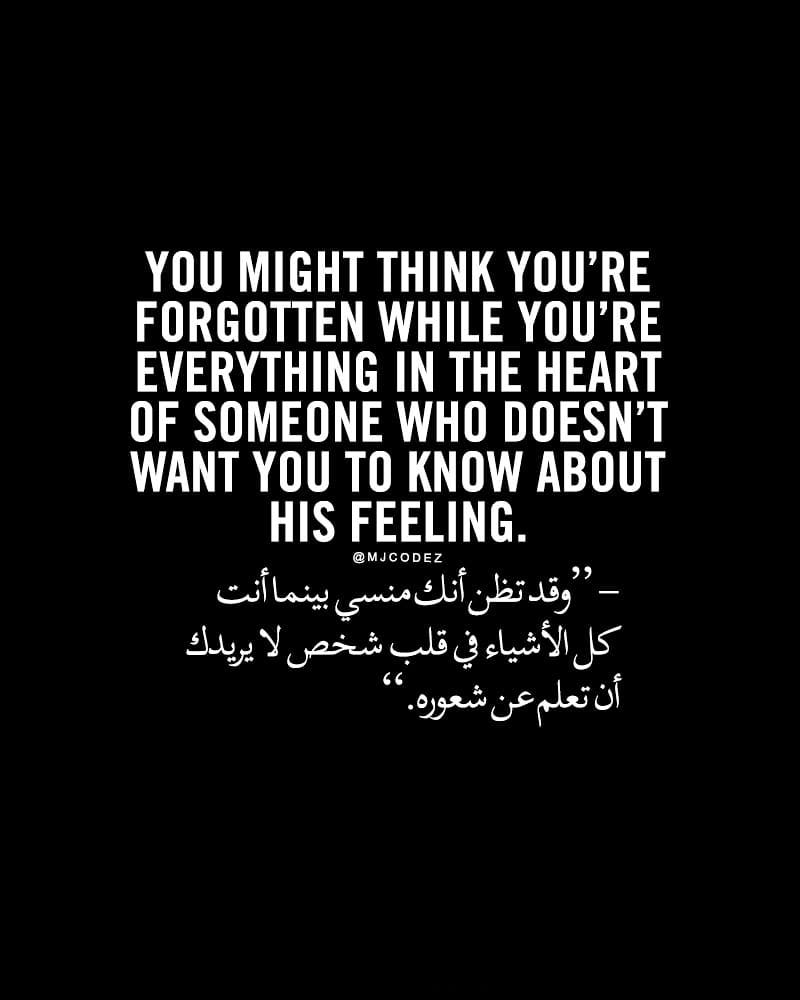 YOU MIGHT THINK YOU’RE
FORGOTTEN WHILE YOU’RE
EVERYTHING IN THE HEART
OF SOMEONE WHO DOESN’T
WANT YOU TO KNOW ABOUT
HIS FEELING.
@MJCODEZ
– ”وقد تظن أنك منسي بينما أنت
كل الأشياء في قلب شخص لا يريدك
أن تعلم عن شعوره.“